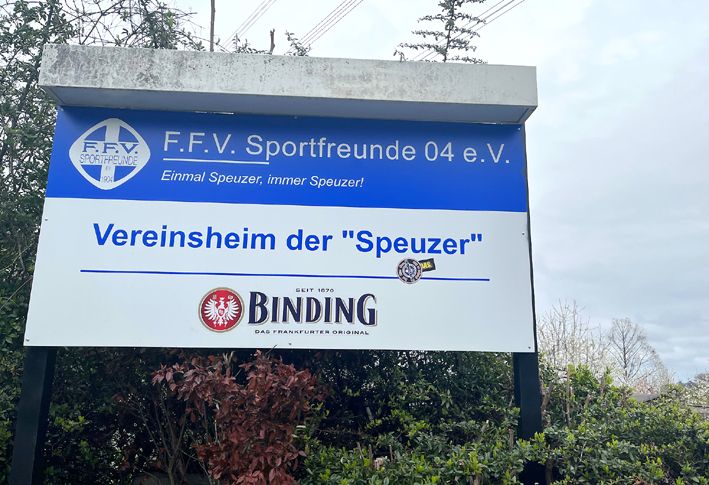 F.F.V.
SPORTFREUNDE
1904
F.F.V. Sportfreunde 04 e.V.
Einmal Speuzer, immer Speuzer!
Vereinsheim der "Speuzer"
SEIT 1870
BINDING
DAS FRANKFURTER ORIGINAL